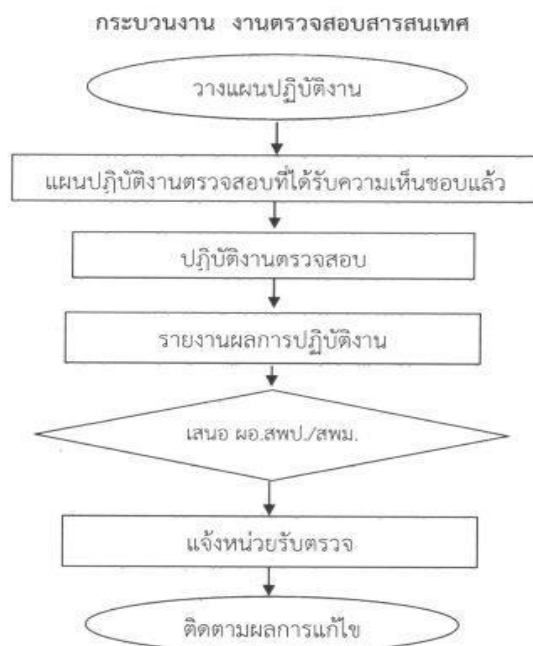 กระบวนงาน งานตรวจสอบสารสนเทศ
วางแผนปฏิบัติงาน
แผนปฏิบัติงานตรวจสอบที่ได้รับความเห็นชอบแล้ว
ปฏิบัติงานตรวจสอบ
รายงานผลการปฏิบัติงาน
เสนอ ผอ.สพป./สพม.
แจ้งหน่วยรับตรวจ
ติดตามผลการแก้ไข